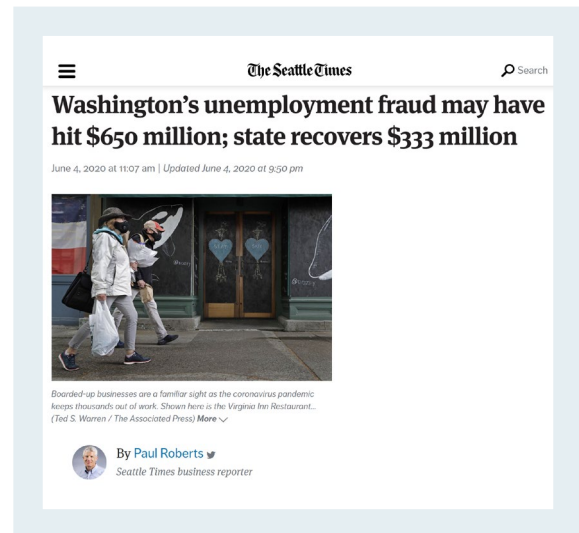 The Seattle Times
Search
Washington’s unemployment fraud may have
hit $650 million; state recovers $333 million
June 4, 2020 at 11:07 am | Updated June 4, 2020 at 9:50 pm
Boarded-up businesses are a familiar sight as the coronavirus pandemic
keeps thousands out of work. Shown here is the Virginia Inn Restaurant...
(Ted S. Warren / The Associated Press) More
By Paul Roberts
Seattle Times business reporter